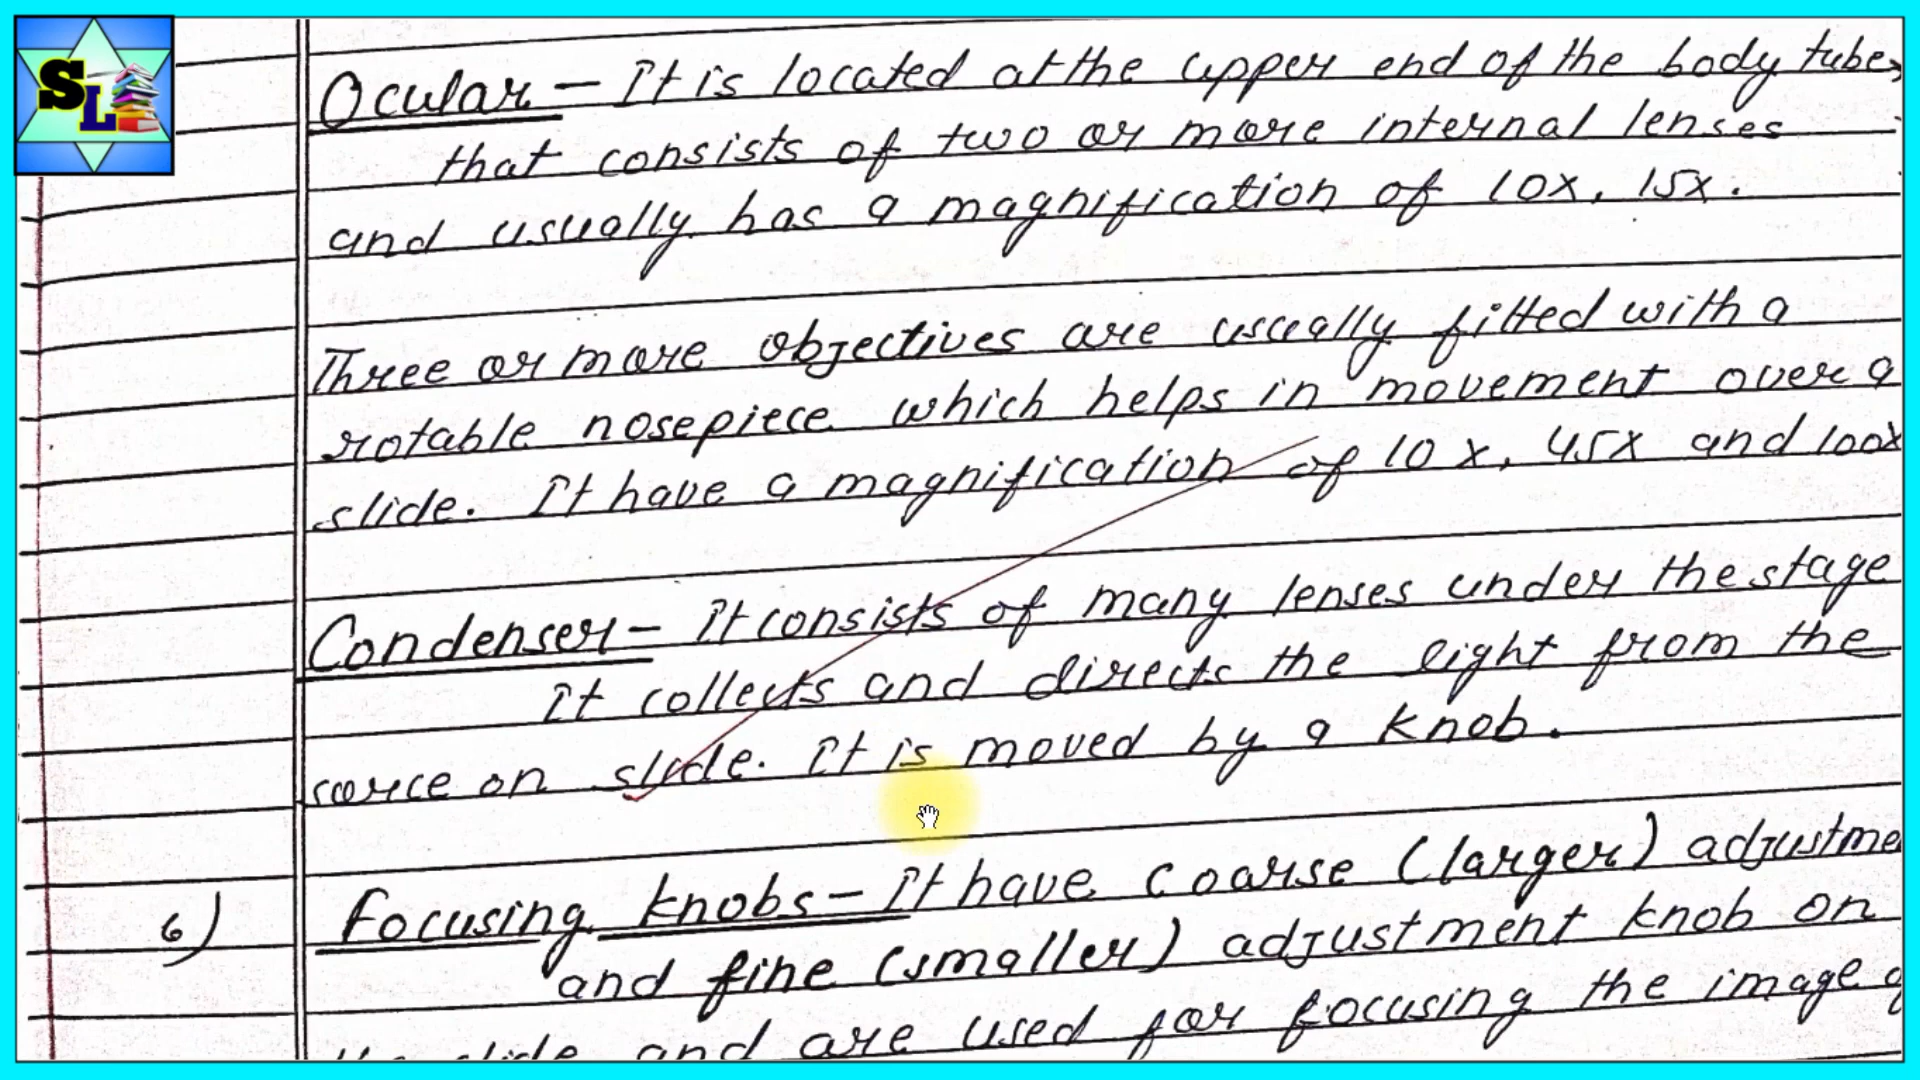 SL
Ocular - It is located at the upper end of the body tube,
that consists of two or more internal lenses
and usually has a magnification of 10x, 15x.
Three or more objectives are usually fitted with a
rotable nosepiece which helps in movement over a
slide. It have a magnification of 10x, 45x and 100x
Condenser - It consists of many lenses under the stage
It collects and directs the light from the
source on slide. It is moved by a knob.
6) Focusing knobs - It have coarse (larger) adjustme
and fine (smaller) adjustment knob on
the slide and are used for focusing the image o